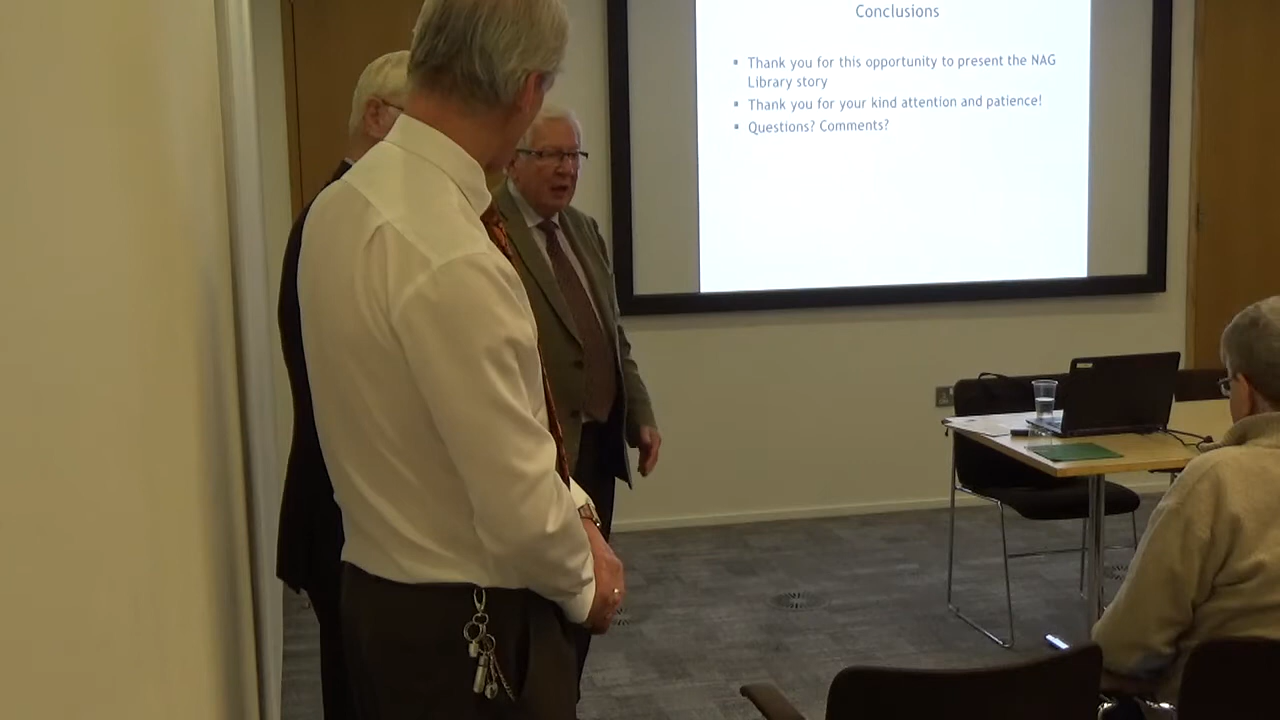 Conclusions
Thank you for this opportunity to present the NAG
Library story
Thank you for your kind attention and patience!
Questions? Comments?